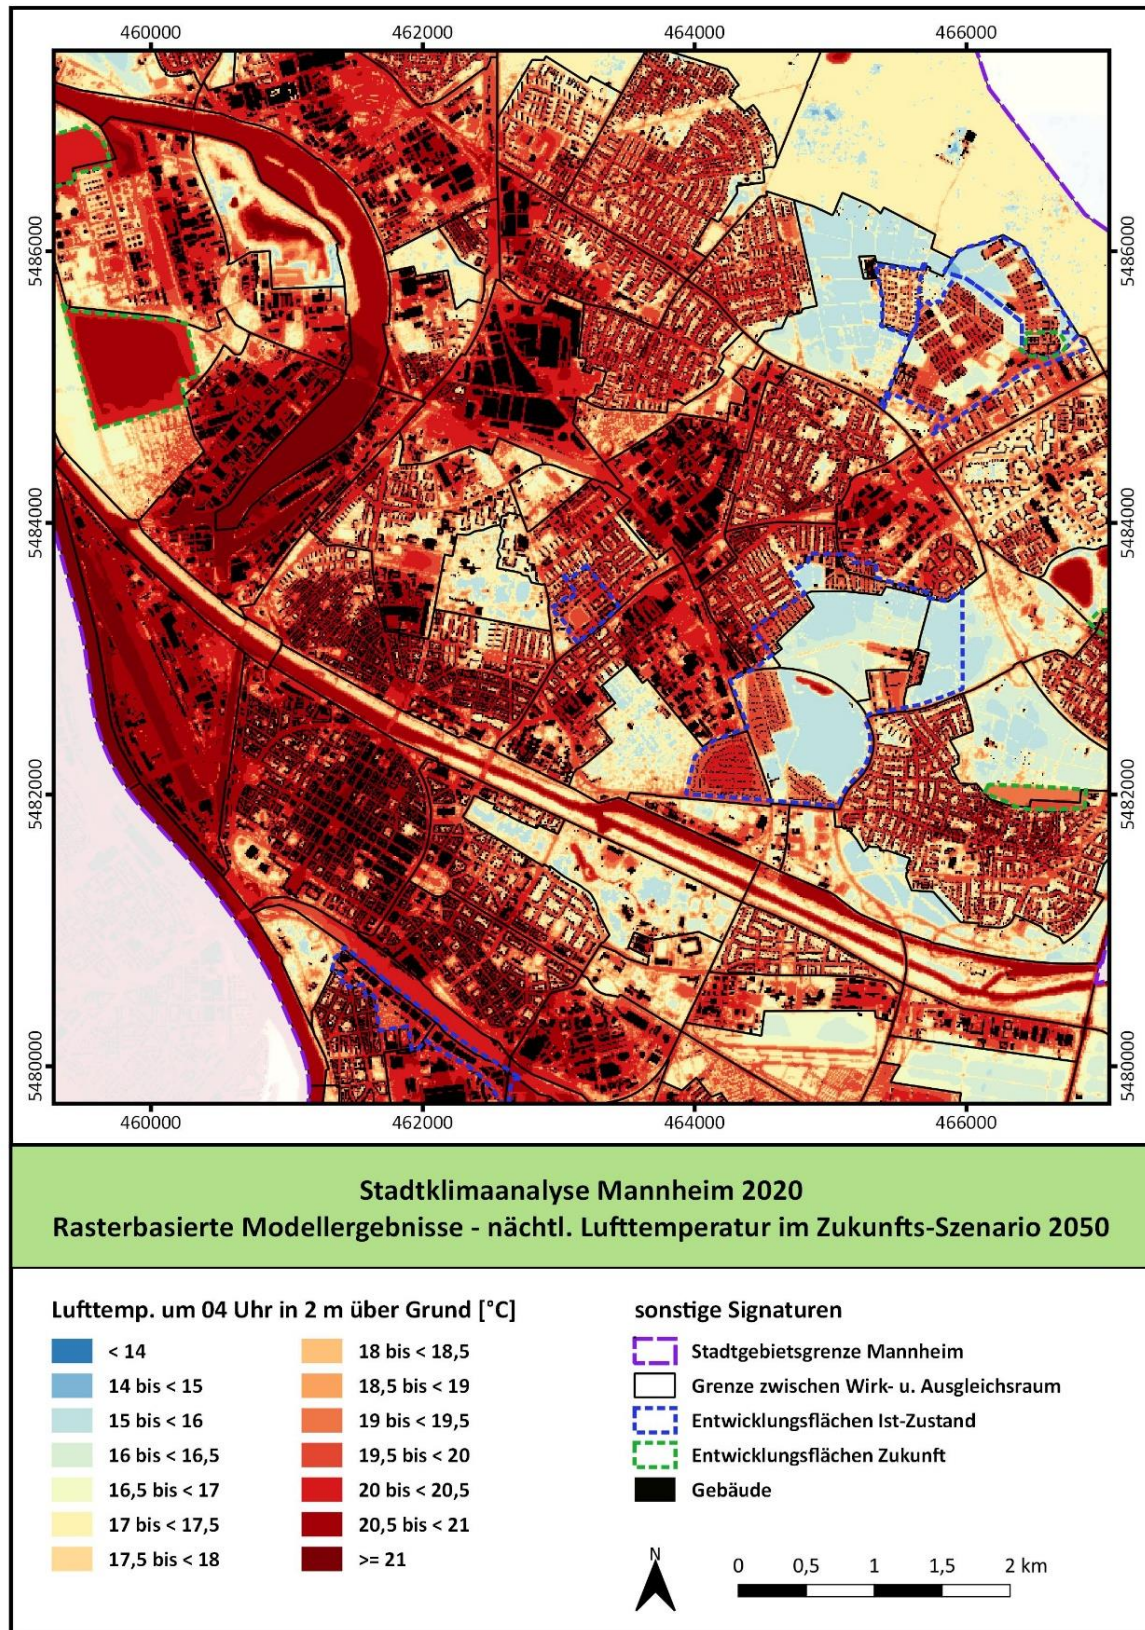 460000 462000 464000 466000
5486000 5486000
5484000 5484000
5482000 5482000
5480000 5480000
460000 462000 464000 466000
Stadtklimaanalyse Mannheim 2020
Rasterbasierte Modellergebnisse - nächtl. Lufttemperatur im Zukunfts-Szenario 2050
Lufttemp. um 04 Uhr in 2 m über Grund [°C]
< 14
14 bis < 15
15 bis < 16
16 bis < 16,5
16,5 bis < 17
17 bis < 17,5
17,5 bis < 18
18 bis < 18,5
18,5 bis < 19
19 bis < 19,5
19,5 bis < 20
20 bis < 20,5
20,5 bis < 21
>= 21
sonstige Signaturen
Stadtgebietsgrenze Mannheim
Grenze zwischen Wirk- u. Ausgleichsraum
Entwicklungsflächen Ist-Zustand
Entwicklungsflächen Zukunft
Gebäude
N
0 0,5 1 1,5 2 km